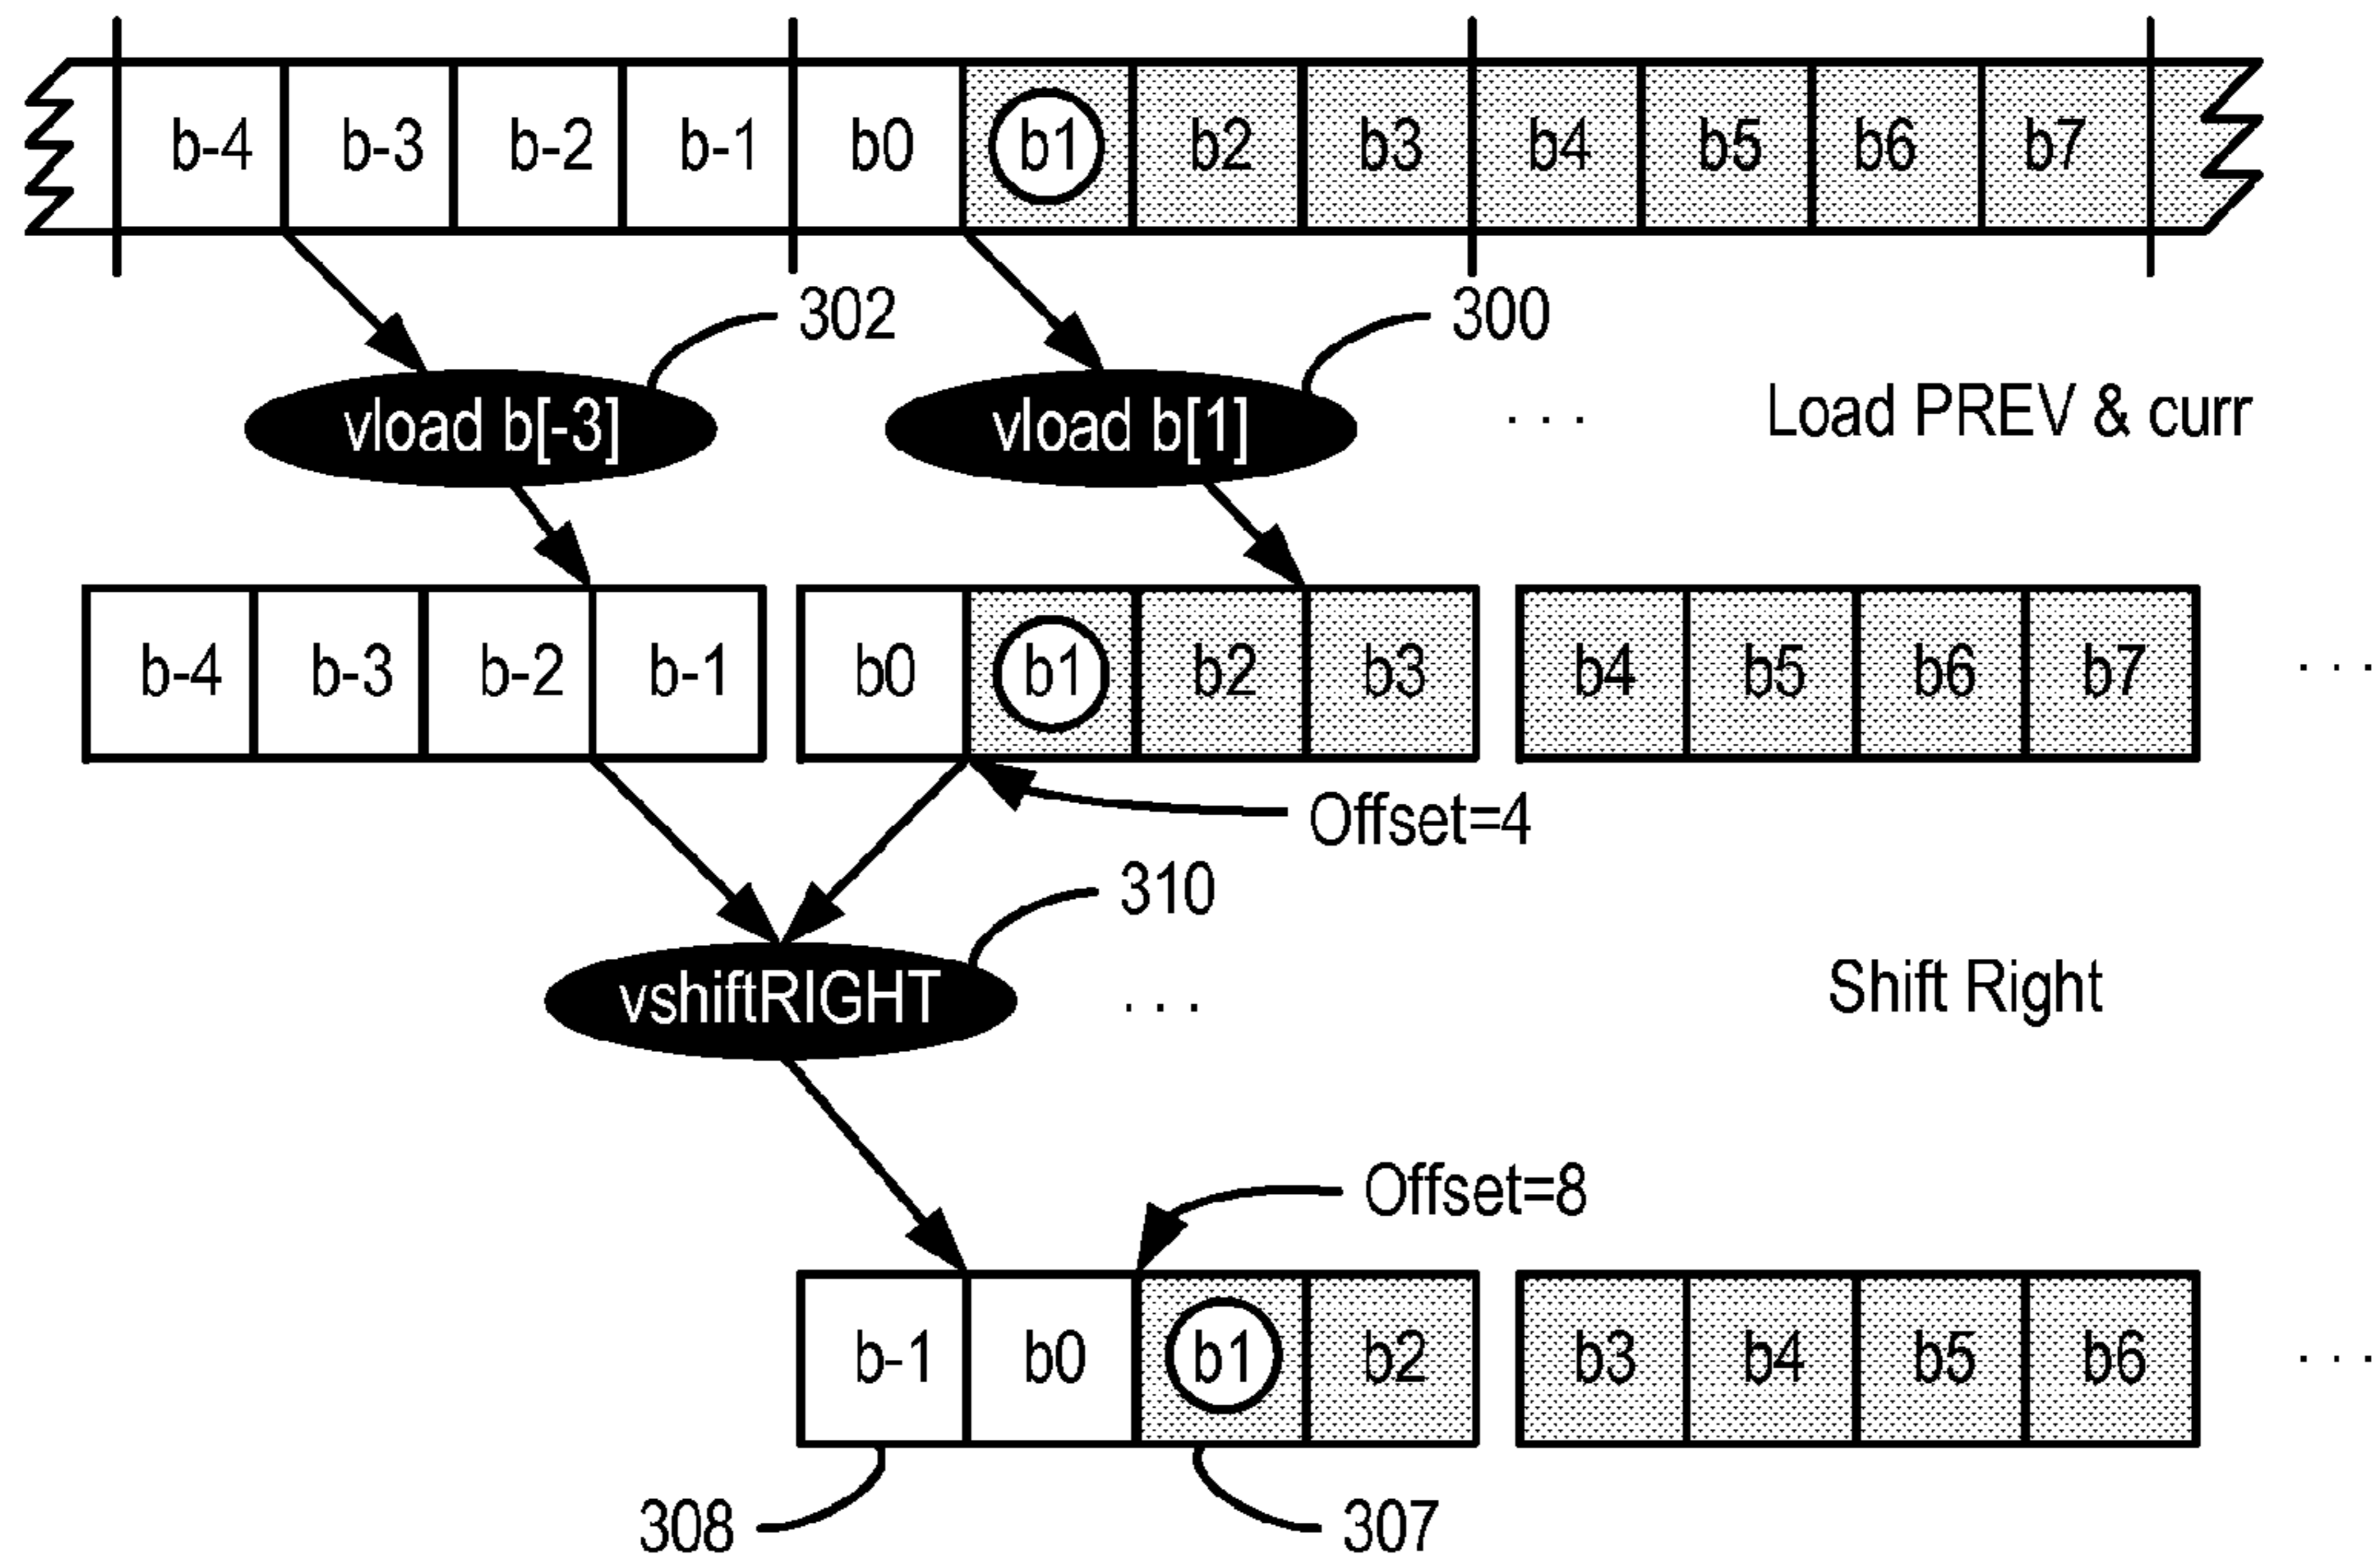 b-4 b-3 b-2 b-1 b0 b1 b2 b3 b4 b5 b6 b7
302 300
vload b[-3] vload b[1] . . . Load PREV & curr
b-4 b-3 b-2 b-1 b0 b1 b2 b3 b4 b5 b6 b7 . . .
Offset=4
310
vshiftRIGHT . . . Shift Right
Offset=8
b-1 b0 b1 b2 b3 b4 b5 b6 . . .
308 307